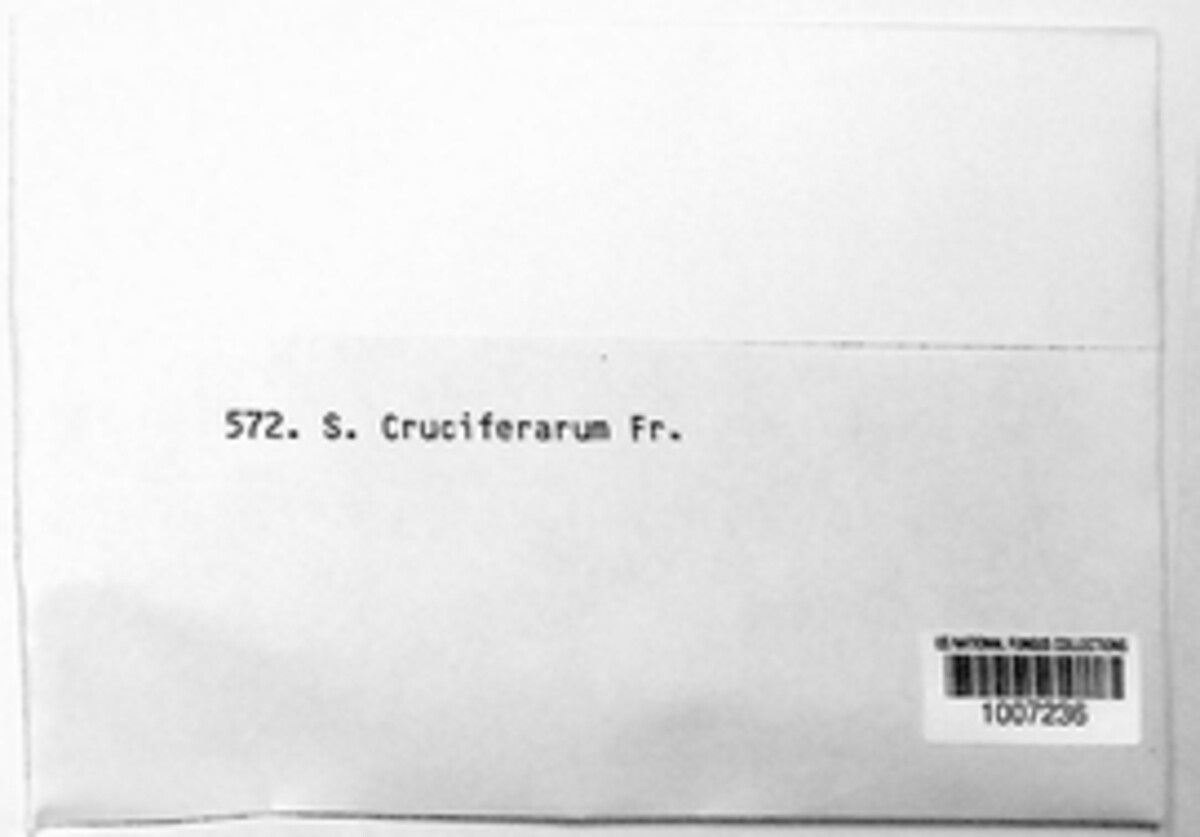 572. S. Cruciferarum Fr.
US NATIONAL FUNGUS COLLECTIONS
1007236